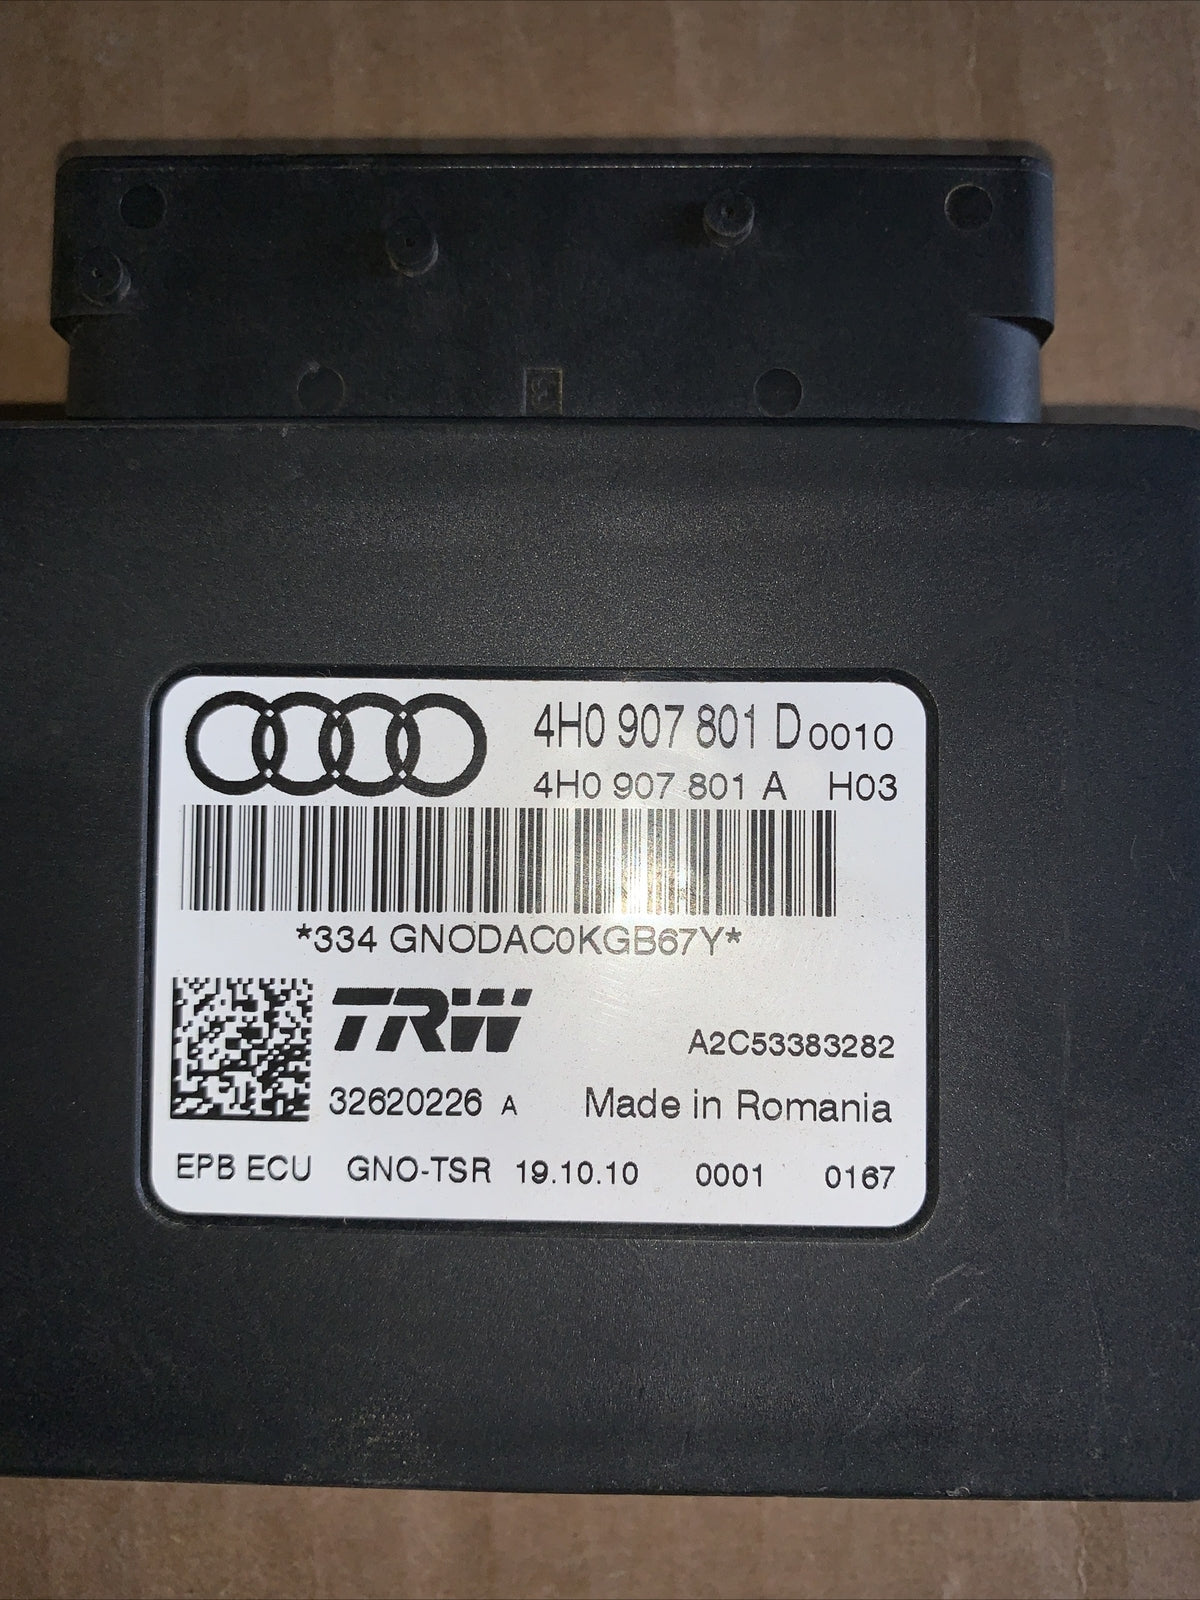 4H0 907 801 D 0010
4H0 907 801 A H03
*334 GNODAC0KGB67Y*
TRW
A2C53383282
32620226 A Made in Romania
EPB ECU GNO-TSR 19.10.10 0001 0167